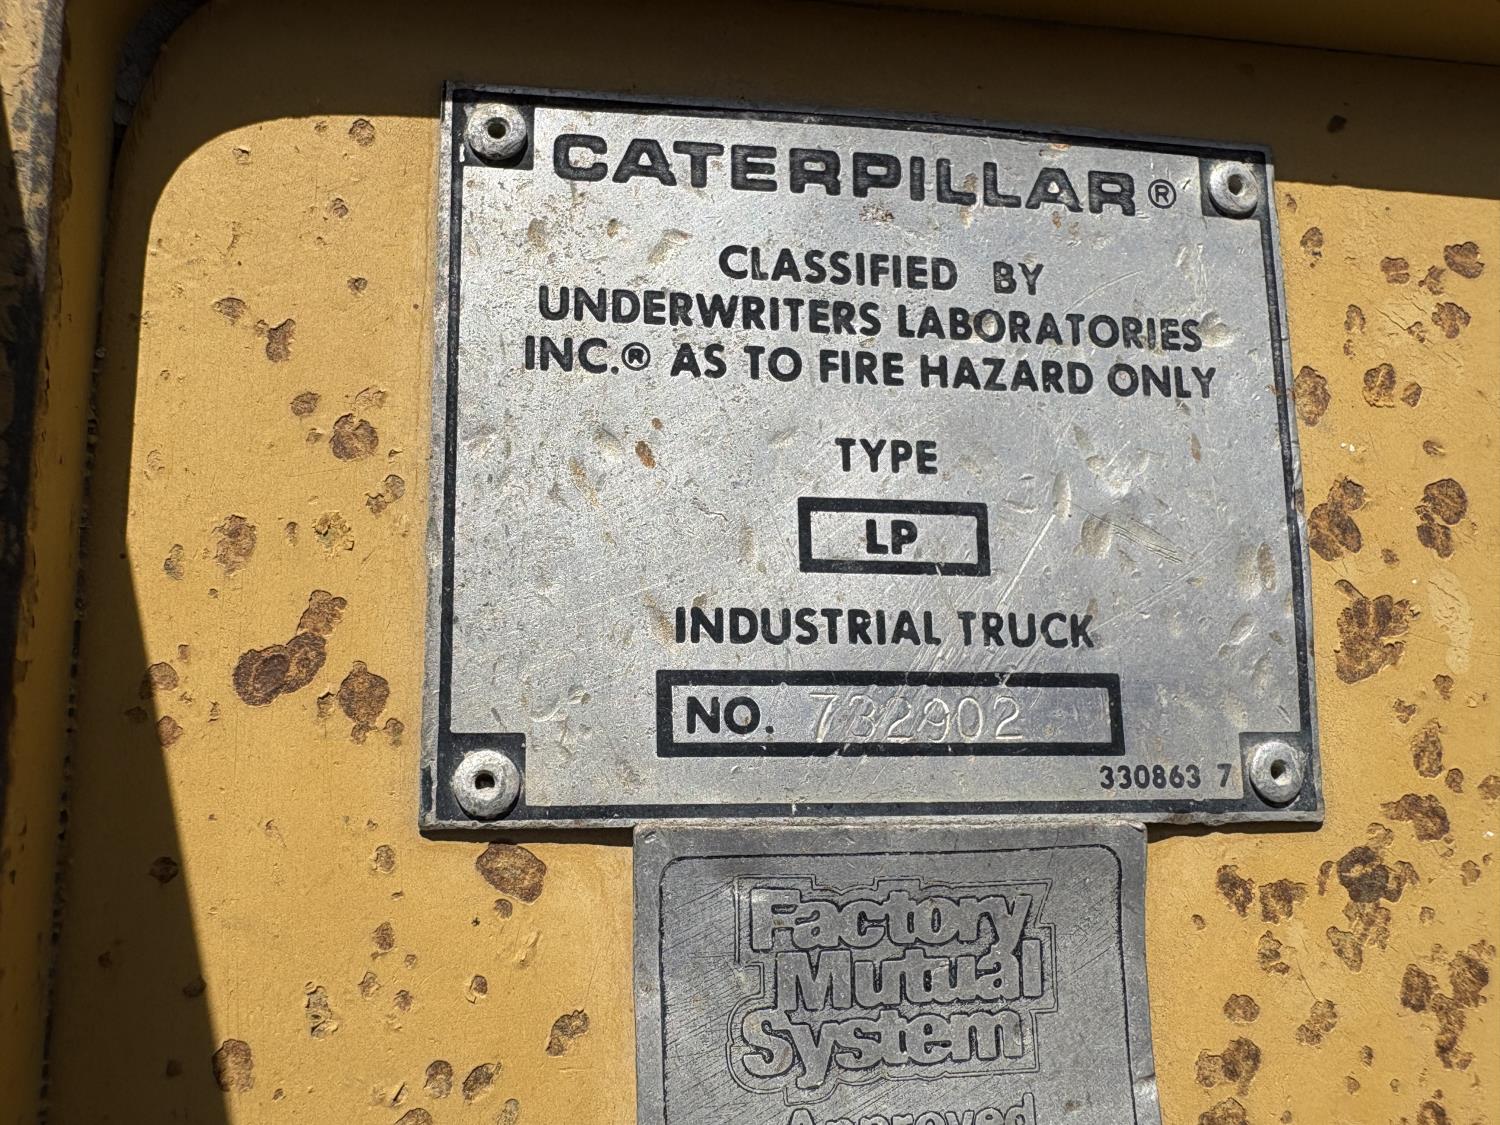 CATERPILLAR®
CLASSIFIED BY
UNDERWRITERS LABORATORIES
INC.® AS TO FIRE HAZARD ONLY
TYPE
LP
INDUSTRIAL TRUCK
NO. 732902
330863 7
Factory
Mutual
System
Approved